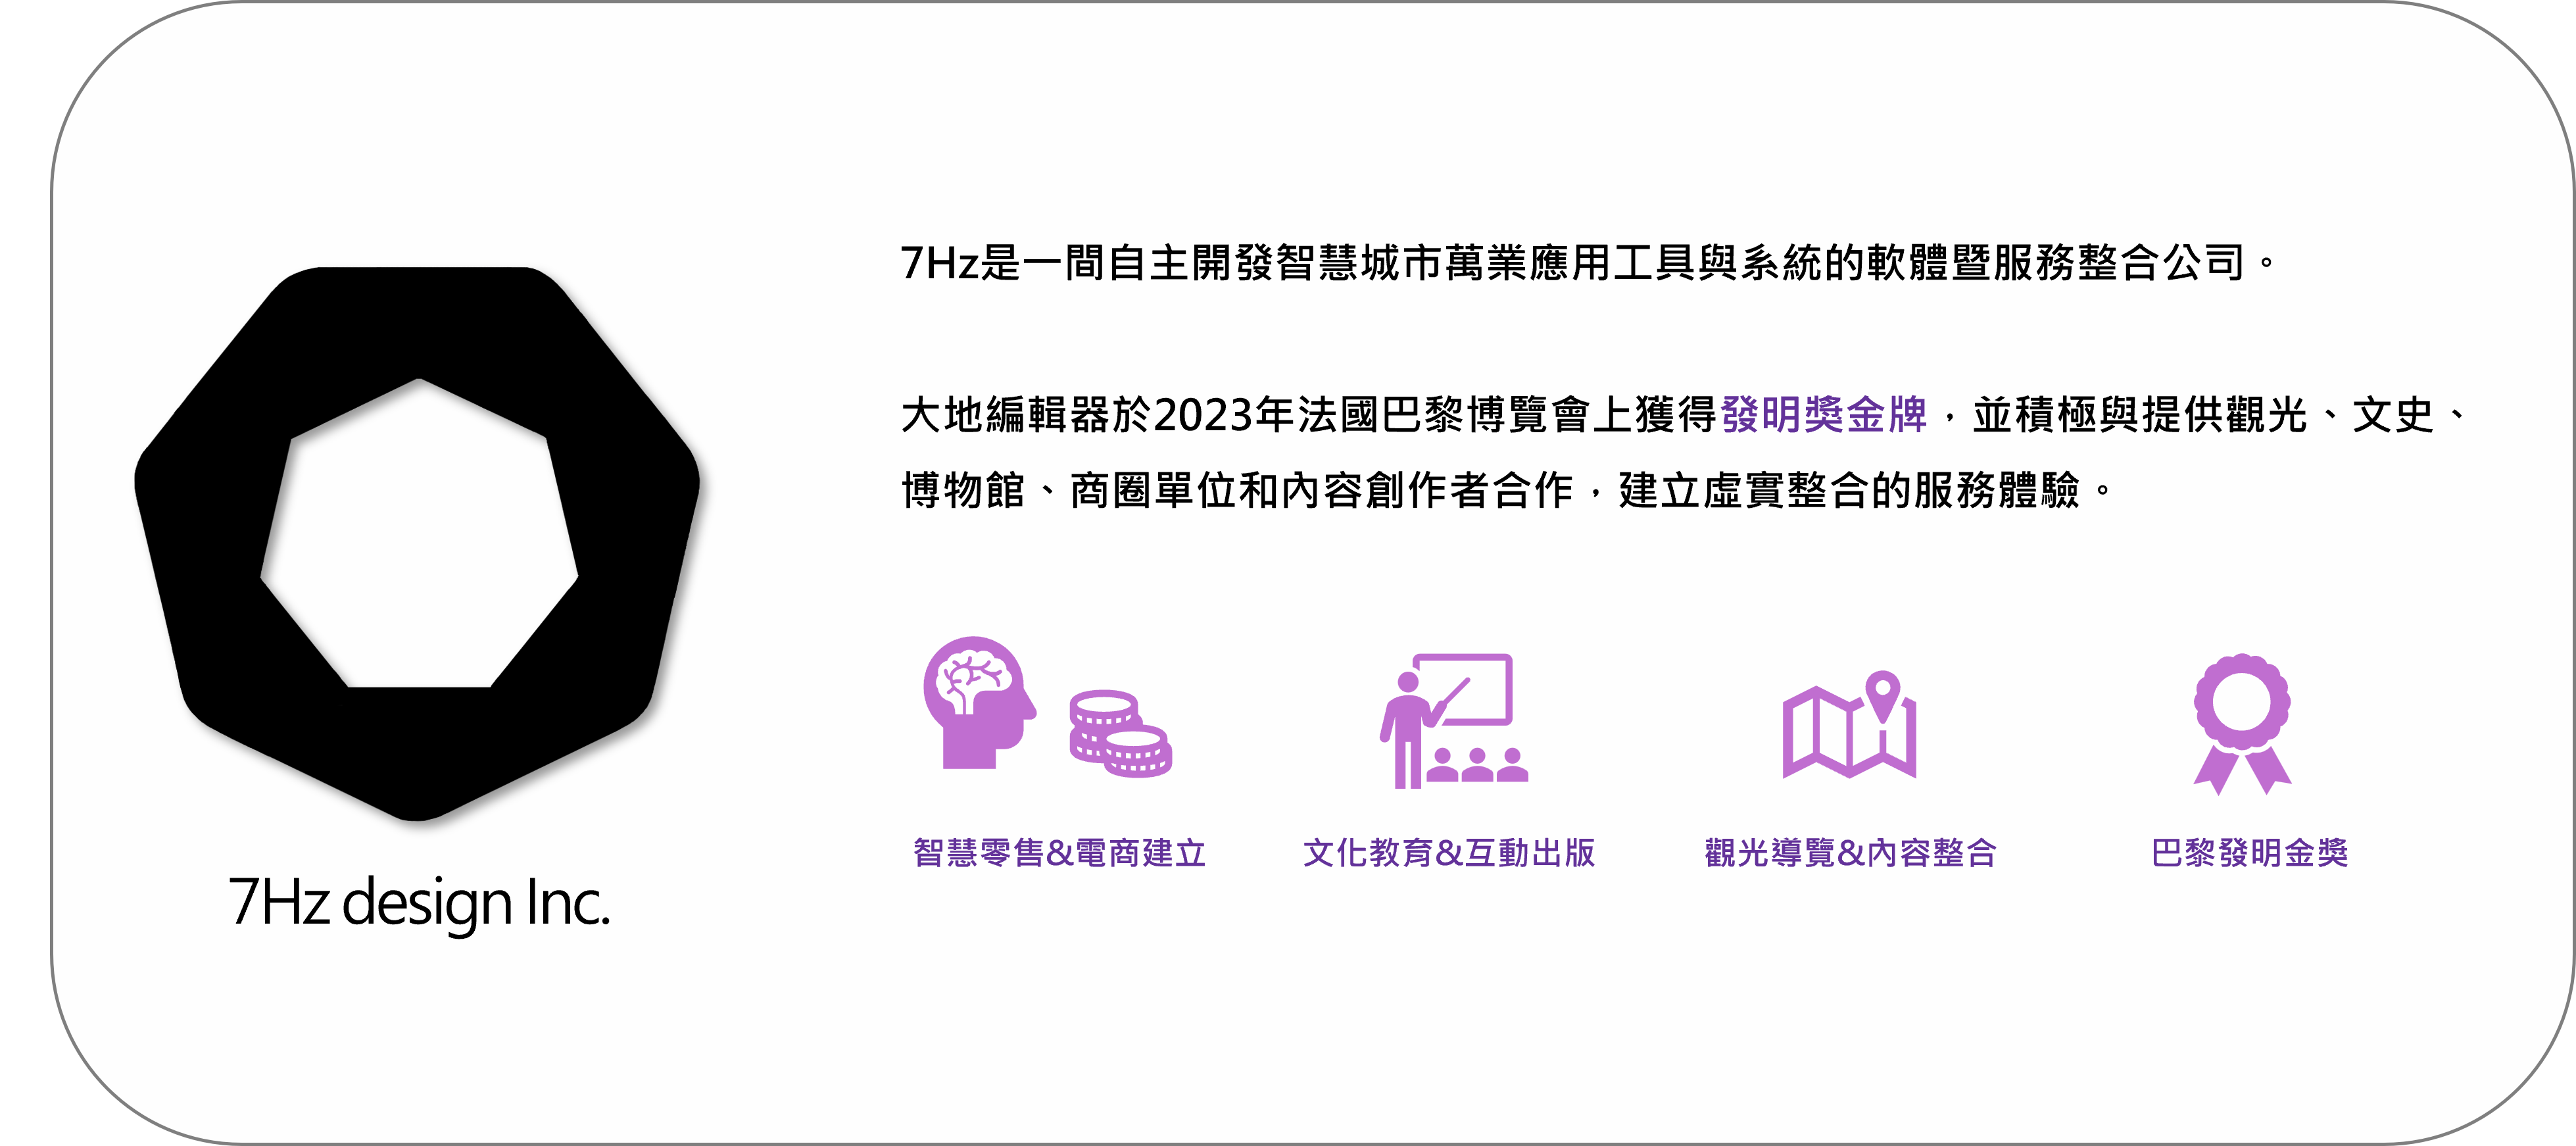 7Hz是一間自主開發智慧城市萬業應用工具與系統的軟體暨服務整合公司。
大地編輯器於2023年法國巴黎博覽會上獲得發明獎金牌，並積極與提供觀光、文史、
博物館、商圈單位和內容創作者合作，建立虛實整合的服務體驗。
智慧零售&電商建立
文化教育&互動出版
觀光導覽&內容整合
巴黎發明金獎
7Hz design Inc.